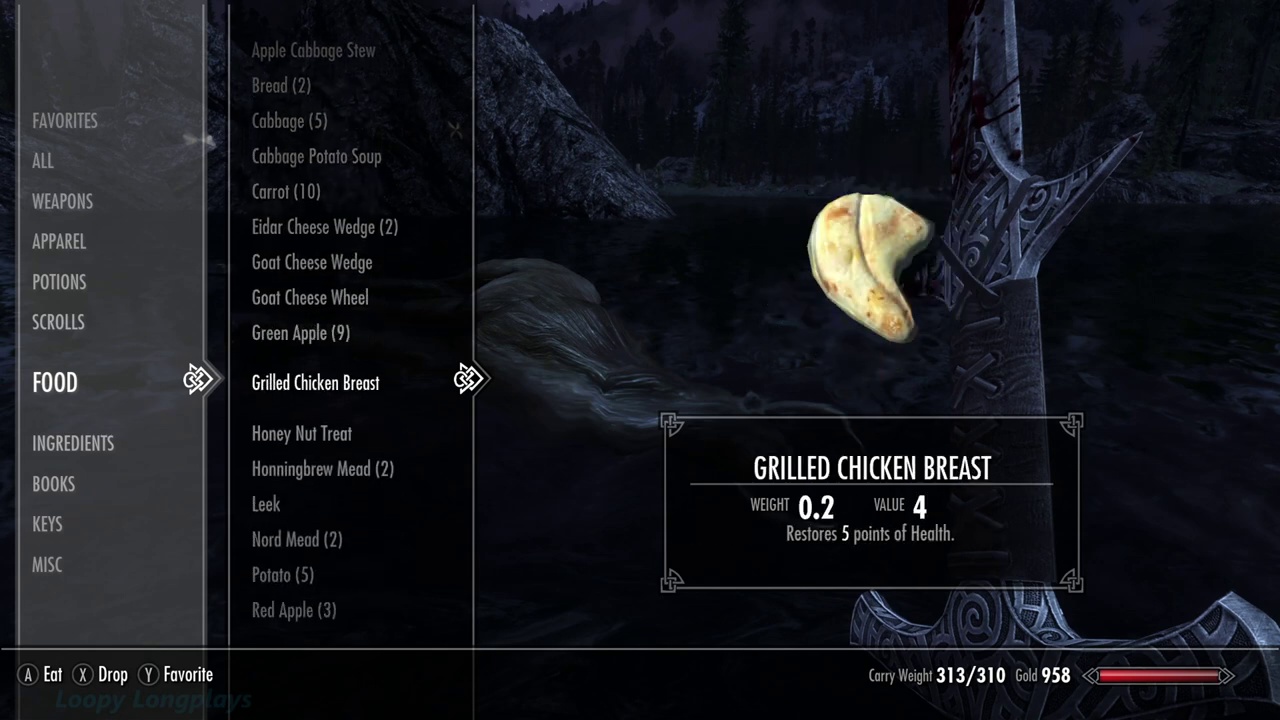 FAVORITES
ALL
WEAPONS
APPAREL
POTIONS
SCROLLS
FOOD
INGREDIENTS
BOOKS
KEYS
MISC
Apple Cabbage Stew
Bread (2)
Cabbage (5)
Cabbage Potato Soup
Carrot (10)
Eidar Cheese Wedge (2)
Goat Cheese Wedge
Goat Cheese Wheel
Green Apple (9)
Grilled Chicken Breast
Honey Nut Treat
Honningbrew Mead (2)
Leek
Nord Mead (2)
Potato (5)
Red Apple (3)
GRILLED CHICKEN BREAST
WEIGHT 0.2 VALUE 4
Restores 5 points of Health.
A Eat X Drop Y Favorite
Carry Weight 313/310 Gold 958
Loopy Longplays